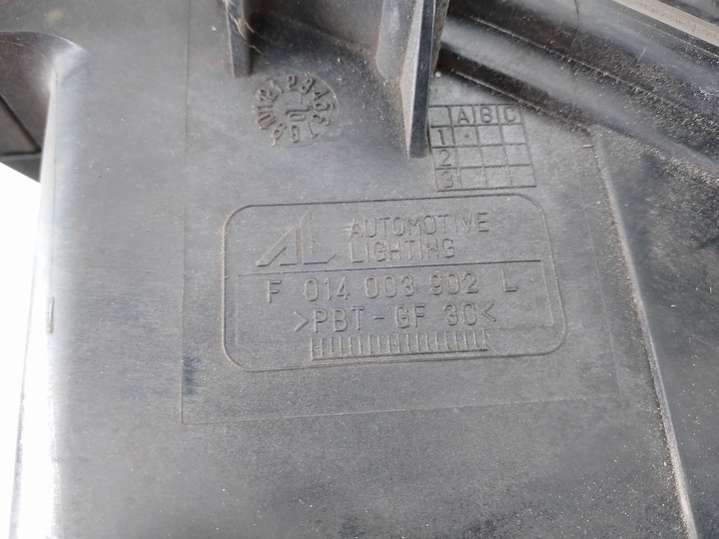 A B C
1
2
3
AL AUTOMOTIVE
LIGHTING
F 014 003 902 L
>PBT-GF 30<